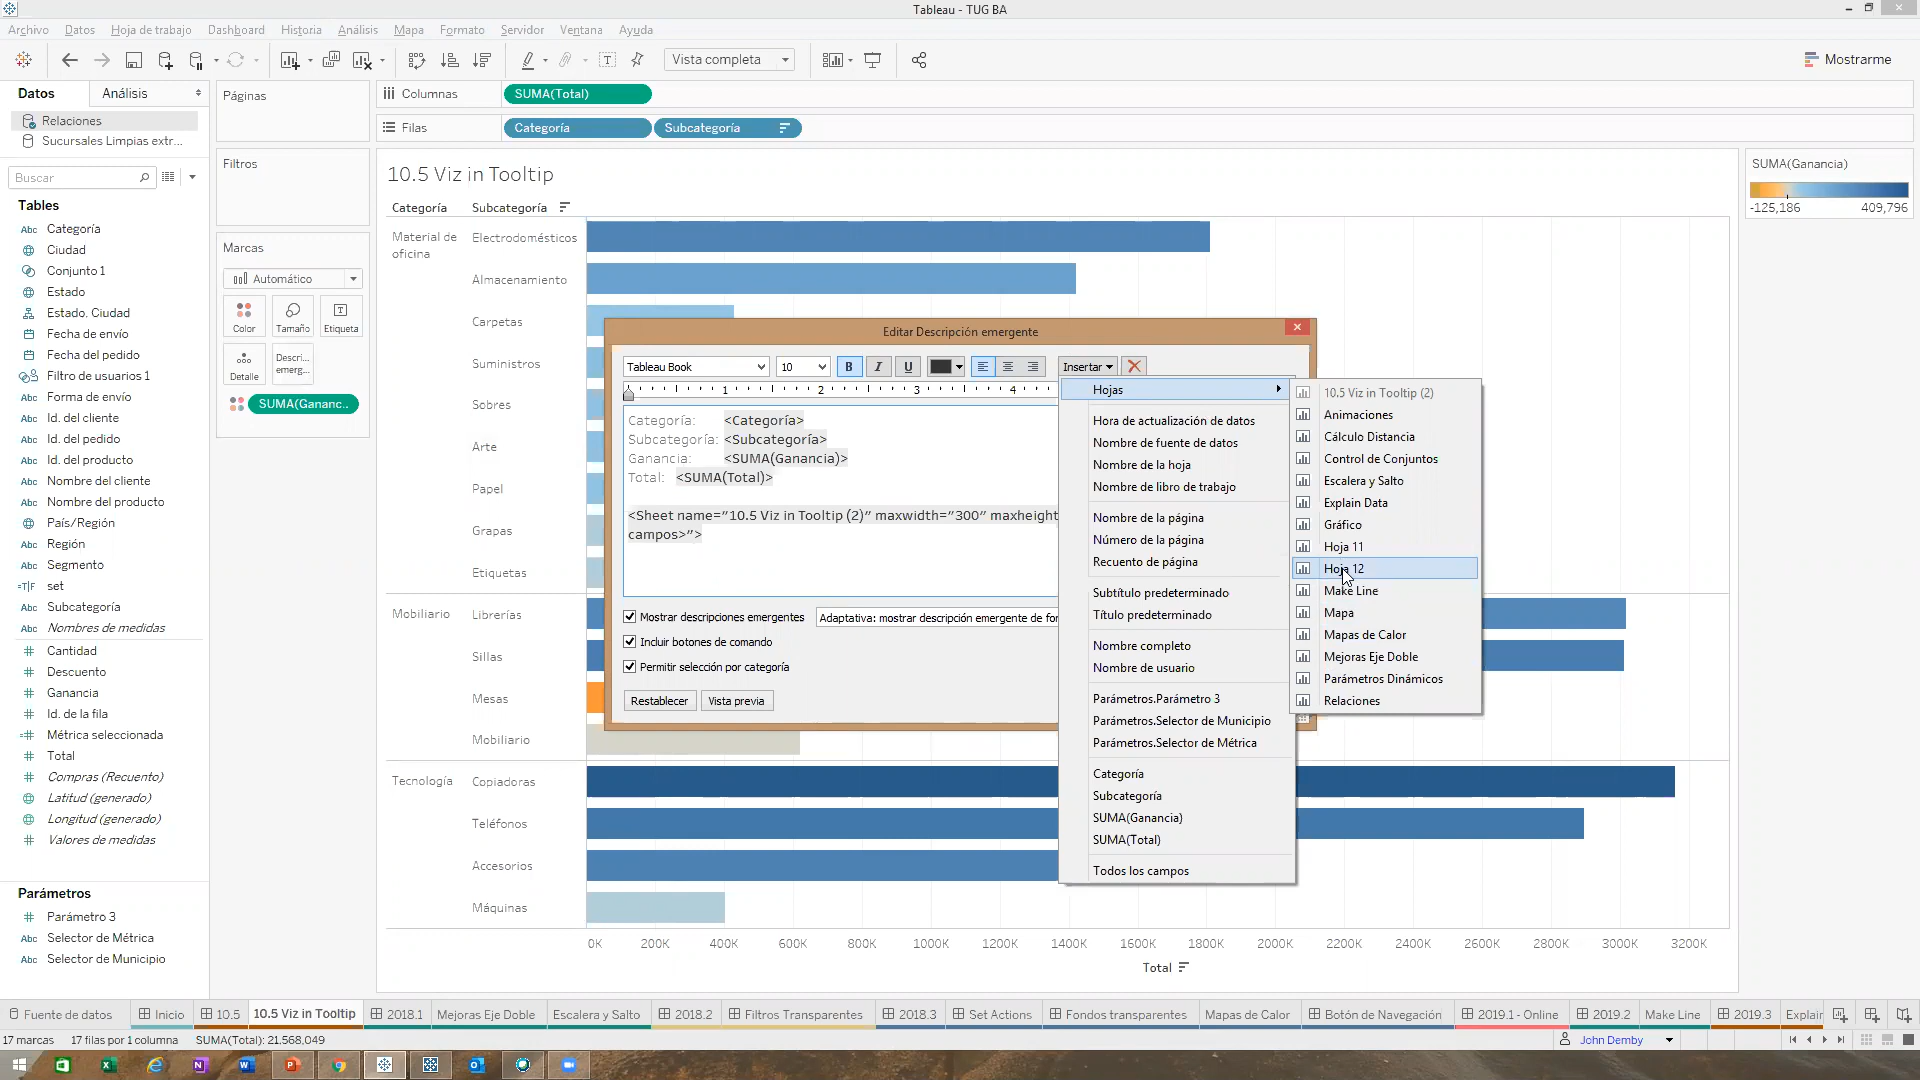 Tableau - TUG BA
Archivo Datos Hoja de trabajo Dashboard Historia Análisis Mapa Formato Servidor Ventana Ayuda
Vista completa
Mostrarme
Datos Análisis
Relaciones
Sucursales Limpias extr...
Buscar
Tables
Categoría
Ciudad
Conjunto 1
Estado
Estado, Ciudad
Fecha de envío
Fecha del pedido
Filtro de usuarios 1
Forma de envío
Id. del cliente
Id. del pedido
Id. del producto
Nombre del cliente
Nombre del producto
País/Región
Región
Segmento
set
Subcategoría
Nombres de medidas
Cantidad
Descuento
Ganancia
Id. de la fila
Métrica seleccionada
Total
Compras (Recuento)
Latitud (generado)
Longitud (generado)
Valores de medidas
Parámetros
Parámetro 3
Selector de Métrica
Selector de Municipio
Páginas
Filtros
Marcas
Automático
Color Tamaño Etiqueta
Detalle Descri... emerg...
SUMA(Gananc..
Columnas SUMA(Total)
Filas Categoría Subcategoría
10.5 Viz in Tooltip
Categoría Subcategoría
Material de oficina
Electrodomésticos
Almacenamiento
Carpetas
Suministros
Sobres
Arte
Papel
Grapas
Etiquetas
Mobiliario
Librerías
Sillas
Mesas
Mobiliario
Tecnología
Copiadoras
Teléfonos
Accesorios
Máquinas
0K 200K 400K 600K 800K 1000K 1200K 1400K 1600K 1800K 2000K 2200K 2400K 2600K 2800K 3000K 3200K
Total
SUMA(Ganancia)
-125,186 409,796
Editar Descripción emergente
Tableau Book 10 B I U Insertar
1 2 3 4
Categoría: <Categoría>
Subcategoría: <Subcategoría>
Ganancia: <SUMA(Ganancia)>
Total: <SUMA(Total)>
<Sheet name="10.5 Viz in Tooltip (2)" maxwidth="300" maxheight
campos>">
Mostrar descripciones emergentes
Adaptativa: mostrar descripción emergente de for
Incluir botones de comando
Permitir selección por categoría
Restablecer Vista previa
Hojas
Hora de actualización de datos
Nombre de fuente de datos
Nombre de la hoja
Nombre de libro de trabajo
Nombre de la página
Número de la página
Recuento de página
Subtítulo predeterminado
Título predeterminado
Nombre completo
Nombre de usuario
Parámetros.Parámetro 3
Parámetros.Selector de Municipio
Parámetros.Selector de Métrica
Categoría
Subcategoría
SUMA(Ganancia)
SUMA(Total)
Todos los campos
10.5 Viz in Tooltip (2)
Animaciones
Cálculo Distancia
Control de Conjuntos
Escalera y Salto
Explain Data
Gráfico
Hoja 11
Hoja 12
Make Line
Mapa
Mapas de Calor
Mejoras Eje Doble
Parámetros Dinámicos
Relaciones
Fuente de datos Inicio 10.5 10.5 Viz in Tooltip 2018.1 Mejoras Eje Doble Escalera y Salto 2018.2 Filtros Transparentes 2018.3 Set Actions Fondos transparentes Mapas de Calor Botón de Navegación 2019.1 - Online 2019.2 Make Line 2019.3 Explain
17 marcas 17 filas por 1 columna SUMA(Total): 21,568,049
John Demby